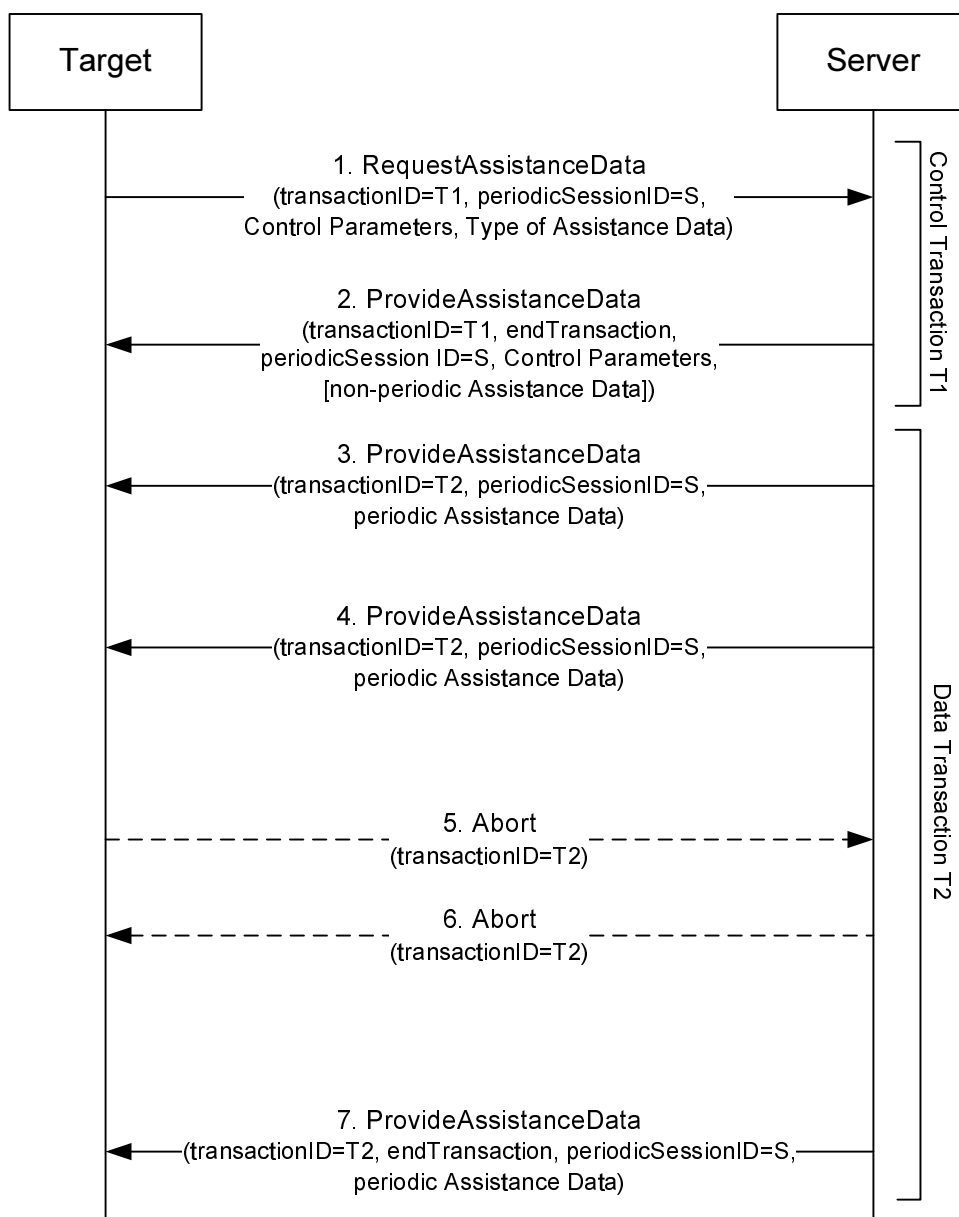 Target
Server
1. RequestAssistanceData
(transactionID=T1, periodicSessionID=S,
Control Parameters, Type of Assistance Data)
2. ProvideAssistanceData
(transactionID=T1, endTransaction,
periodicSession ID=S, Control Parameters,
[non-periodic Assistance Data])
Control Transaction T1
3. ProvideAssistanceData
(transactionID=T2, periodicSessionID=S,
periodic Assistance Data)
4. ProvideAssistanceData
(transactionID=T2, periodicSessionID=S,
periodic Assistance Data)
5. Abort
(transactionID=T2)
6. Abort
(transactionID=T2)
7. ProvideAssistanceData
(transactionID=T2, endTransaction, periodicSessionID=S,
periodic Assistance Data)
Data Transaction T2